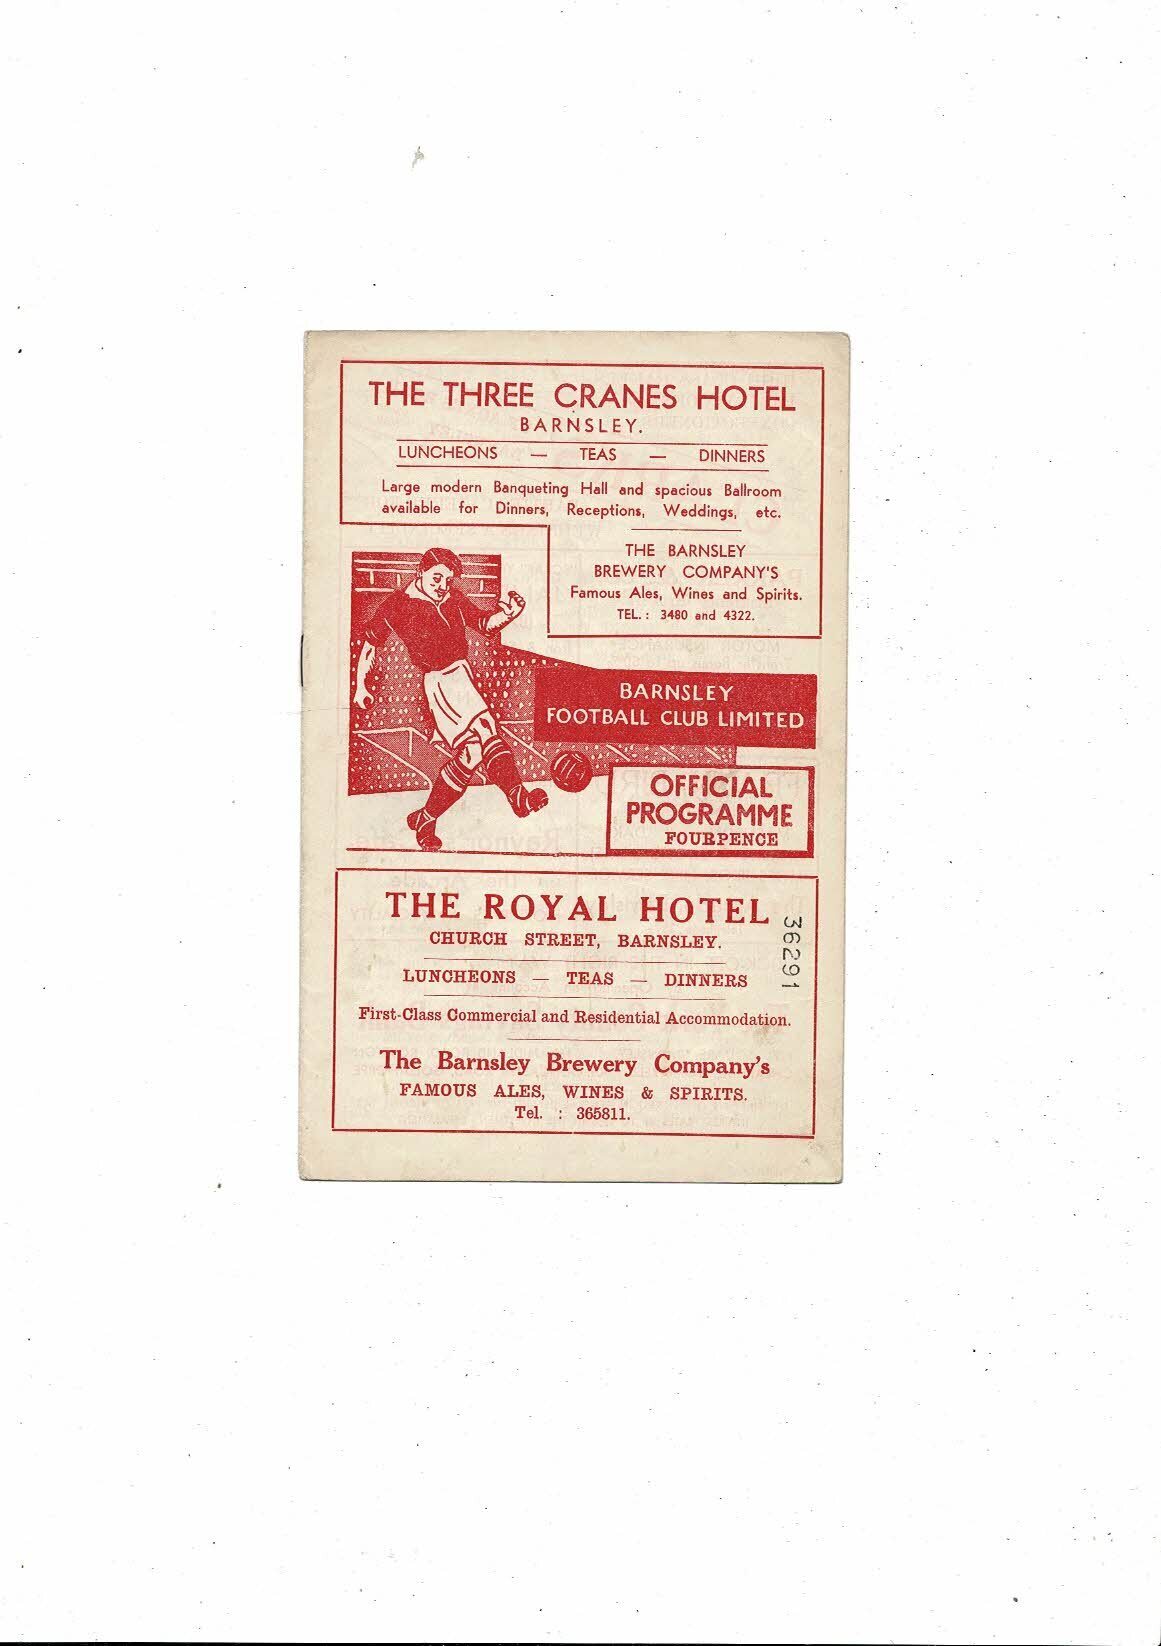 THE THREE CRANES HOTEL
BARNSLEY.
LUNCHEONS — TEAS — DINNERS
Large modern Banqueting Hall and spacious Ballroom
available for Dinners, Receptions, Weddings, etc.
THE BARNSLEY
BREWERY COMPANY'S
Famous Ales, Wines and Spirits.
TEL. : 3480 and 4322.
BARNSLEY
FOOTBALL CLUB LIMITED
OFFICIAL
PROGRAMME
FOURPENCE
THE ROYAL HOTEL
CHURCH STREET, BARNSLEY.
LUNCHEONS — TEAS — DINNERS
First-Class Commercial and Residential Accommodation.
The Barnsley Brewery Company's
FAMOUS ALES, WINES & SPIRITS.
Tel. : 365811.
36291